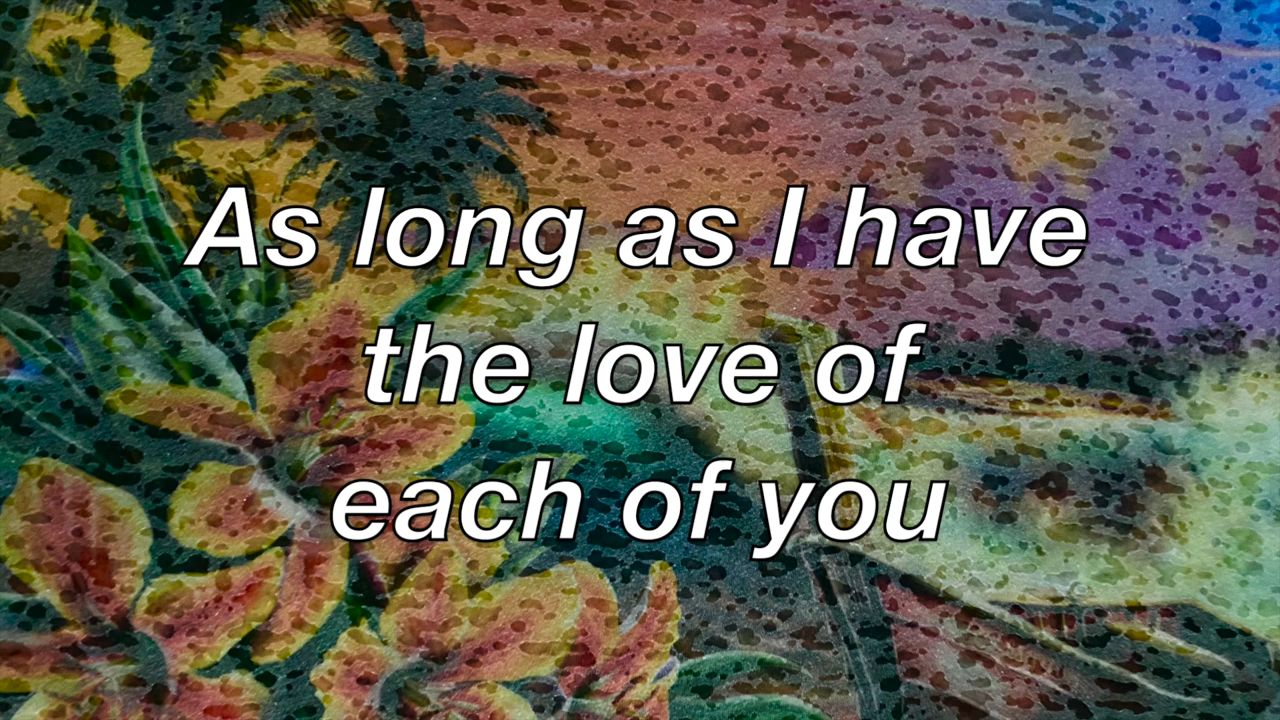 As long as I have
the love of
each of you